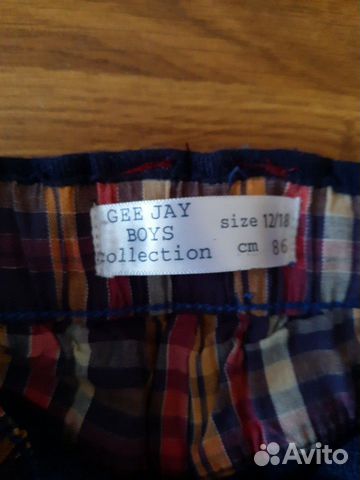 GEE JAY
BOYS
collection
size 12/18
cm 86
Avito